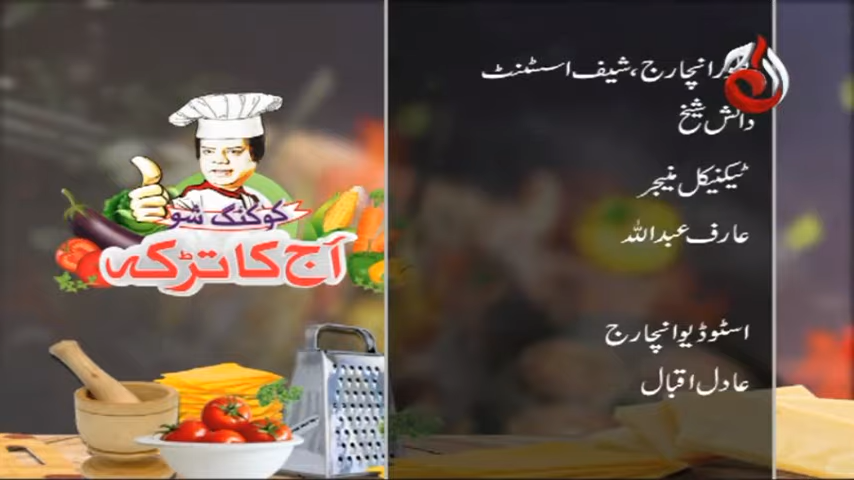 کوکنگ شو
آج کا تڑکہ
انچارج، شیف اسسٹنٹ
دانش شیخ
ٹیکنیکل منیجر
عارف عبداللہ
اسٹوڈیو انچارج
عادل اقبال